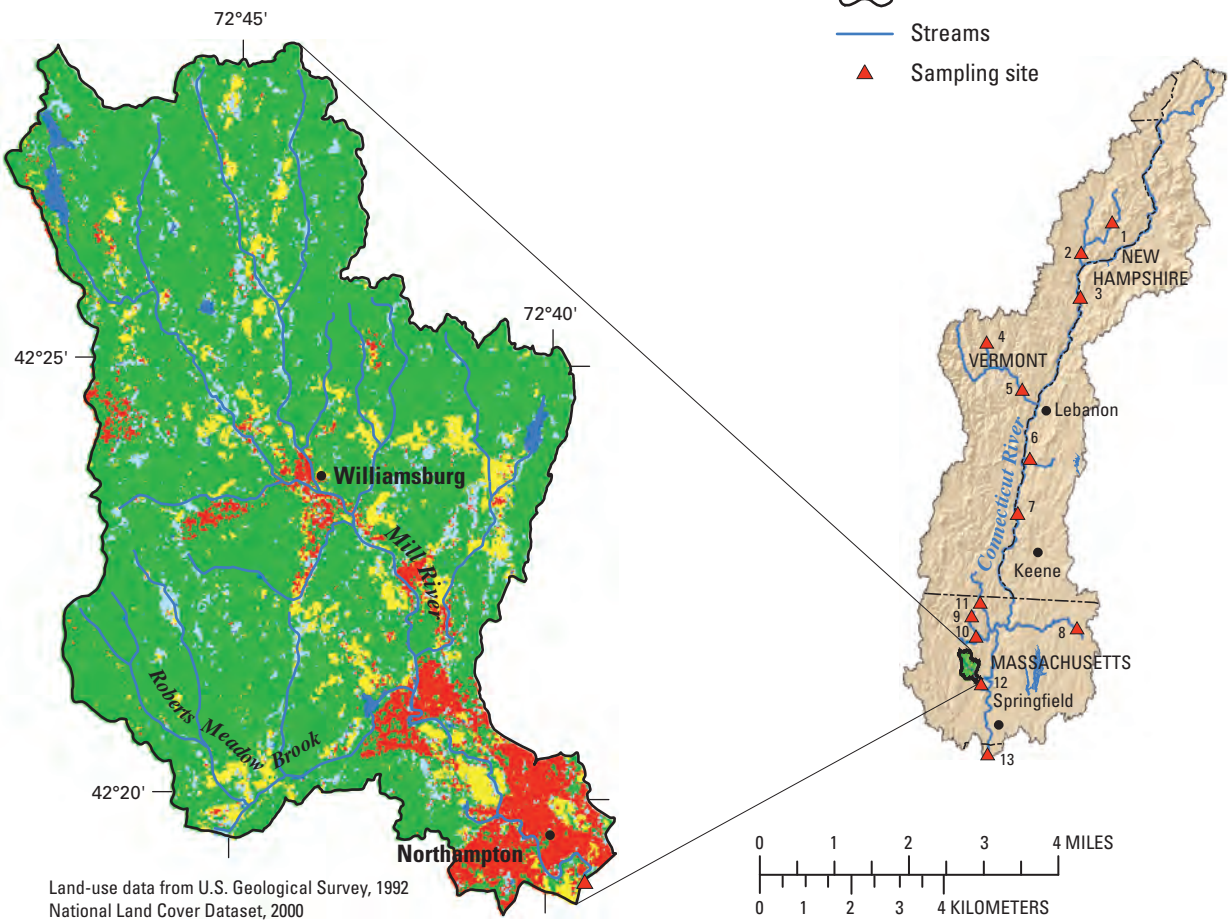 72°45'
Streams
Sampling site
72°40'
42°25'
Williamsburg
Mill River
Roberts Meadow Brook
42°20'
Northampton
Land-use data from U.S. Geological Survey, 1992
National Land Cover Dataset, 2000
1
2
NEW
HAMPSHIRE
3
4
VERMONT
5
Lebanon
6
Connecticut River
7
Keene
11
9
8
10
MASSACHUSETTS
12
Springfield
13
0 1 2 3 4 MILES
0 1 2 3 4 KILOMETERS